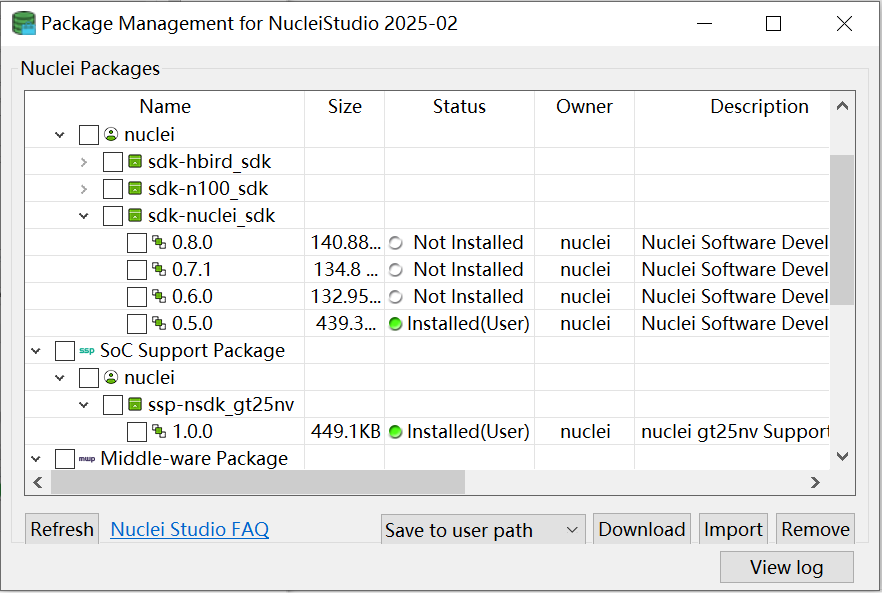 Package Management for NucleiStudio 2025-02
Nuclei Packages
Name Size Status Owner Description
nuclei
sdk-hbird_sdk
sdk-n100_sdk
sdk-nuclei_sdk
0.8.0 140.88... Not Installed nuclei Nuclei Software Devel
0.7.1 134.8 ... Not Installed nuclei Nuclei Software Devel
0.6.0 132.95... Not Installed nuclei Nuclei Software Devel
0.5.0 439.3... Installed(User) nuclei Nuclei Software Devel
ssp SoC Support Package
nuclei
ssp-nsdk_gt25nv
1.0.0 449.1KB Installed(User) nuclei nuclei gt25nv Support
mwp Middle-ware Package
Refresh Nuclei Studio FAQ Save to user path Download Import Remove
View log